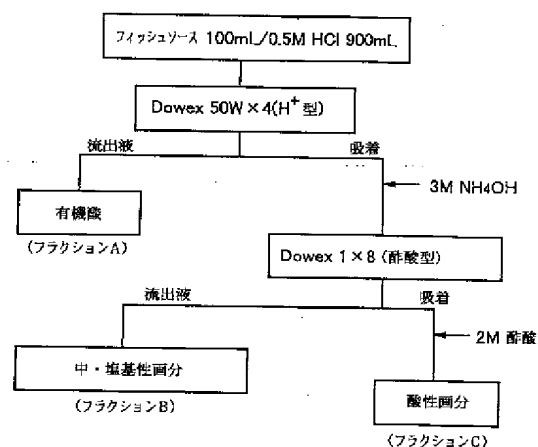 フィッシュソース 100mL/0.5M HCl 900mL
Dowex 50W×4(H⁺型)
流出液
吸着
3M NH4OH
有機酸
(フラクションA)
Dowex 1×8 (酢酸型)
流出液
吸着
2M 酢酸
中・塩基性画分
(フラクションB)
酸性画分
(フラクションC)